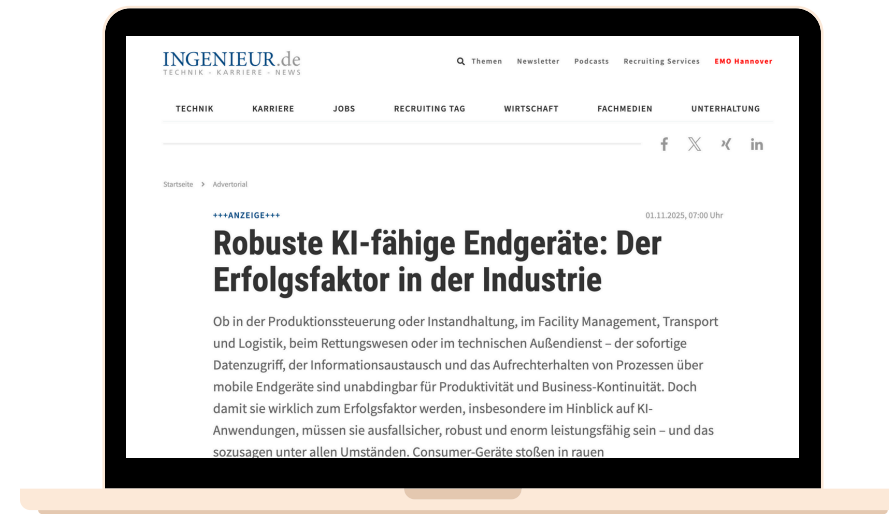 INGENIEUR.de
TECHNIK - KARRIERE - NEWS
Themen Newsletter Podcasts Recruiting Services EMO Hannover
TECHNIK KARRIERE JOBS RECRUITING TAG WIRTSCHAFT FACHMEDIEN UNTERHALTUNG
Startseite > Advertorial
+++ANZEIGE+++ 01.11.2025, 07:00 Uhr
Robuste KI-fähige Endgeräte: Der
Erfolgsfaktor in der Industrie
Ob in der Produktionssteuerung oder Instandhaltung, im Facility Management, Transport
und Logistik, beim Rettungswesen oder im technischen Außendienst – der sofortige
Datenzugriff, der Informationsaustausch und das Aufrechterhalten von Prozessen über
mobile Endgeräte sind unabdingbar für Produktivität und Business-Kontinuität. Doch
damit sie wirklich zum Erfolgsfaktor werden, insbesondere im Hinblick auf KI-
Anwendungen, müssen sie ausfallsicher, robust und enorm leistungsfähig sein – und das
sozusagen unter allen Umständen. Consumer-Geräte stoßen in rauen